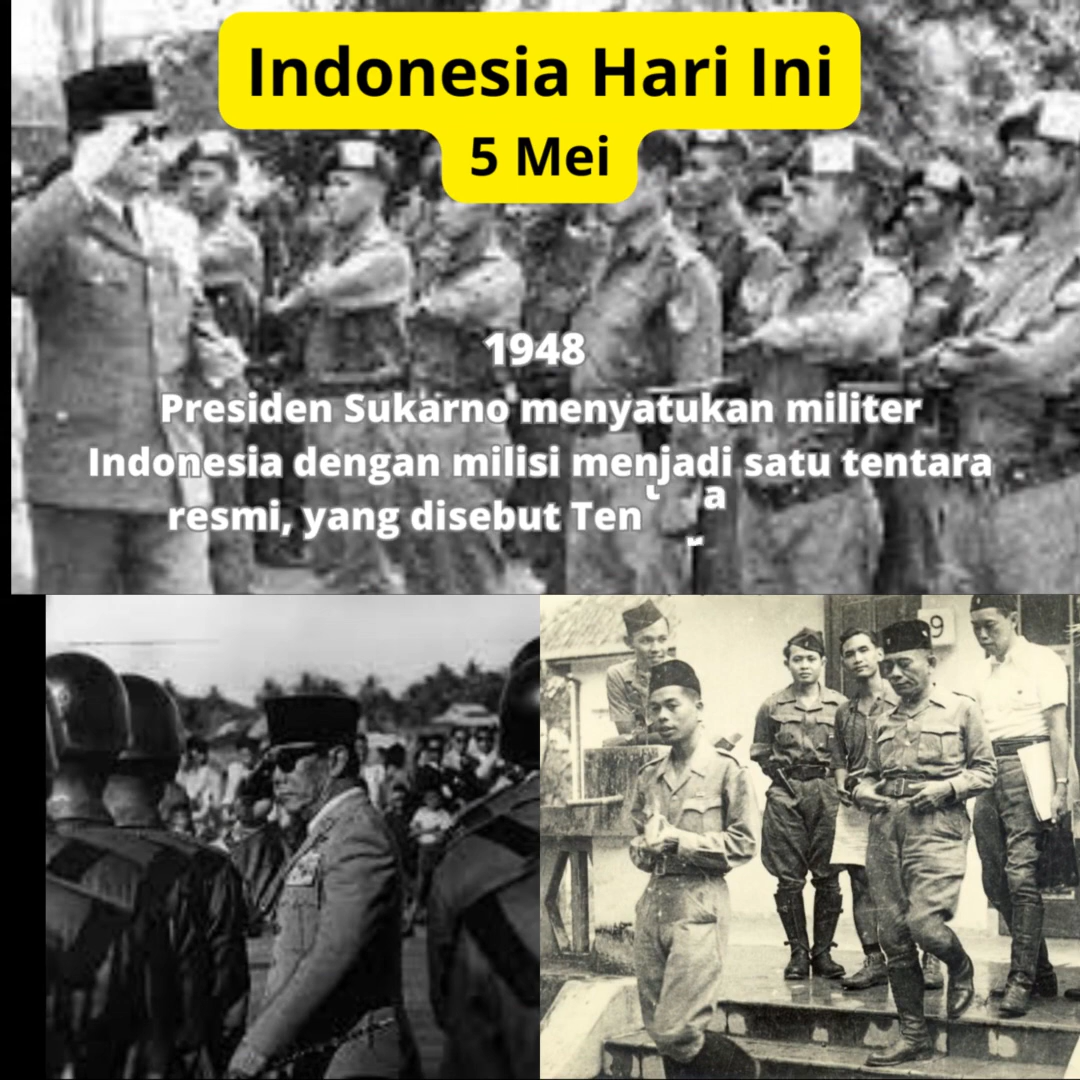 Indonesia Hari Ini
5 Mei
1948
Presiden Sukarno menyatukan militer
Indonesia dengan milisi menjadi satu tentara
resmi, yang disebut Tentara
9